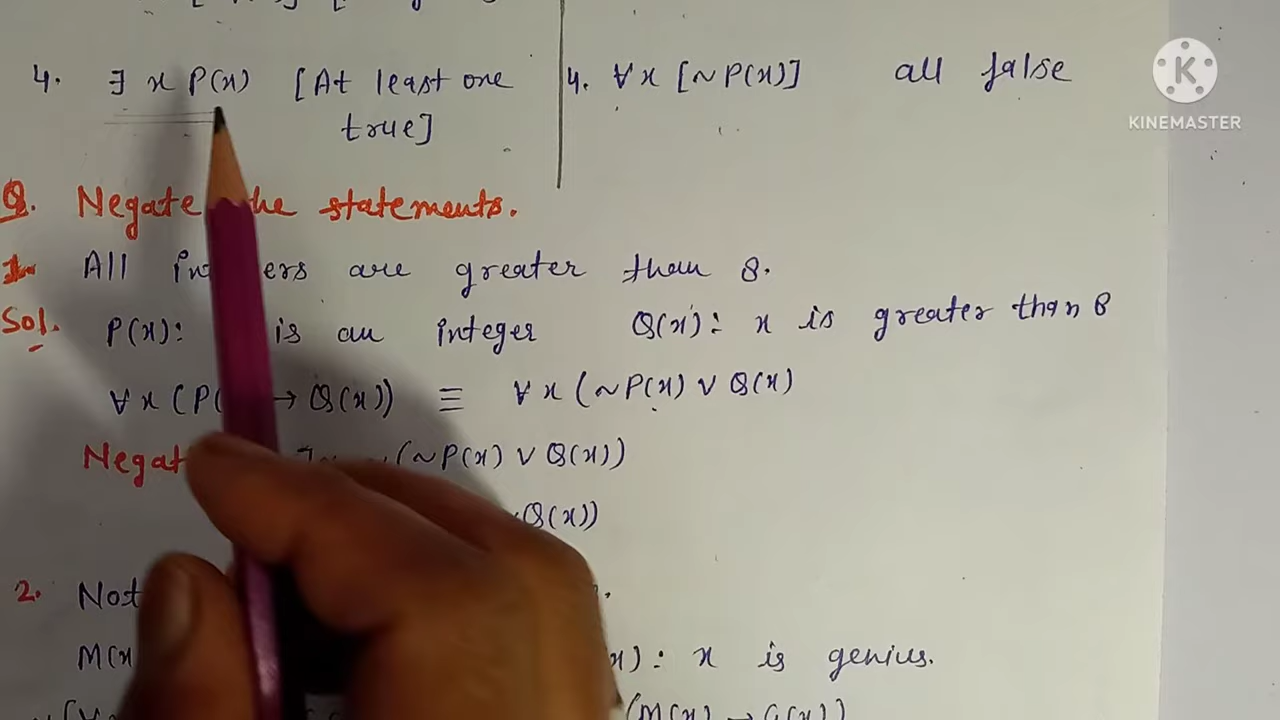 4. ∃ x P(x) [At least one true]
4. ∀x [~P(x)] all false
KINEMASTER
Q. Negate the statements.
1. All are greater than 8.
Sol. P(x): is an integer Q(x): x is greater than 8
∀x (P( → Q(x)) ≡ ∀x (~P(x) ∨ Q(x)
(~P(x) ∨ Q(x))
Q(x))
2. Not
M(x : x is genius.
(M(x) → G(x))